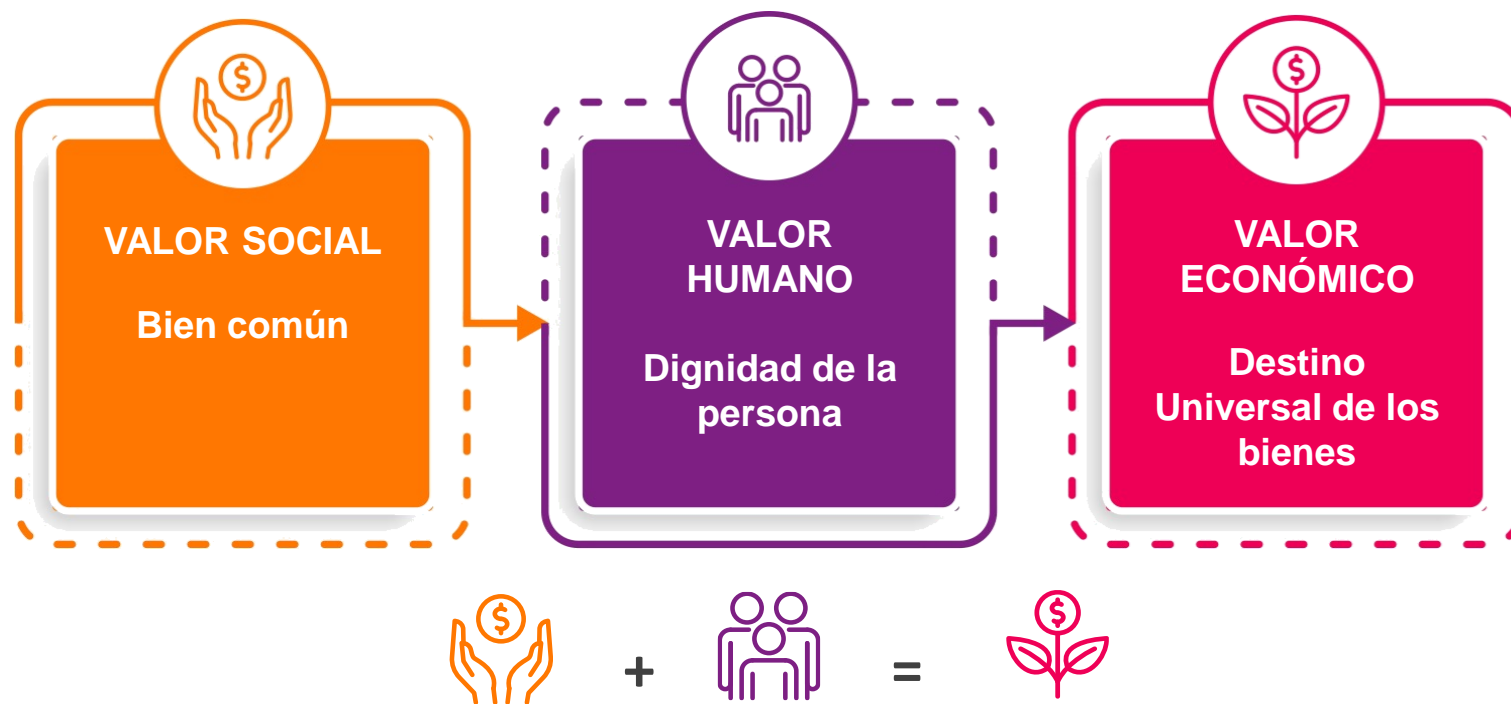 $
$
VALOR SOCIAL
Bien común
VALOR
HUMANO
Dignidad de la
persona
VALOR
ECONÓMICO
Destino
Universal de los
bienes
$
+
=
$